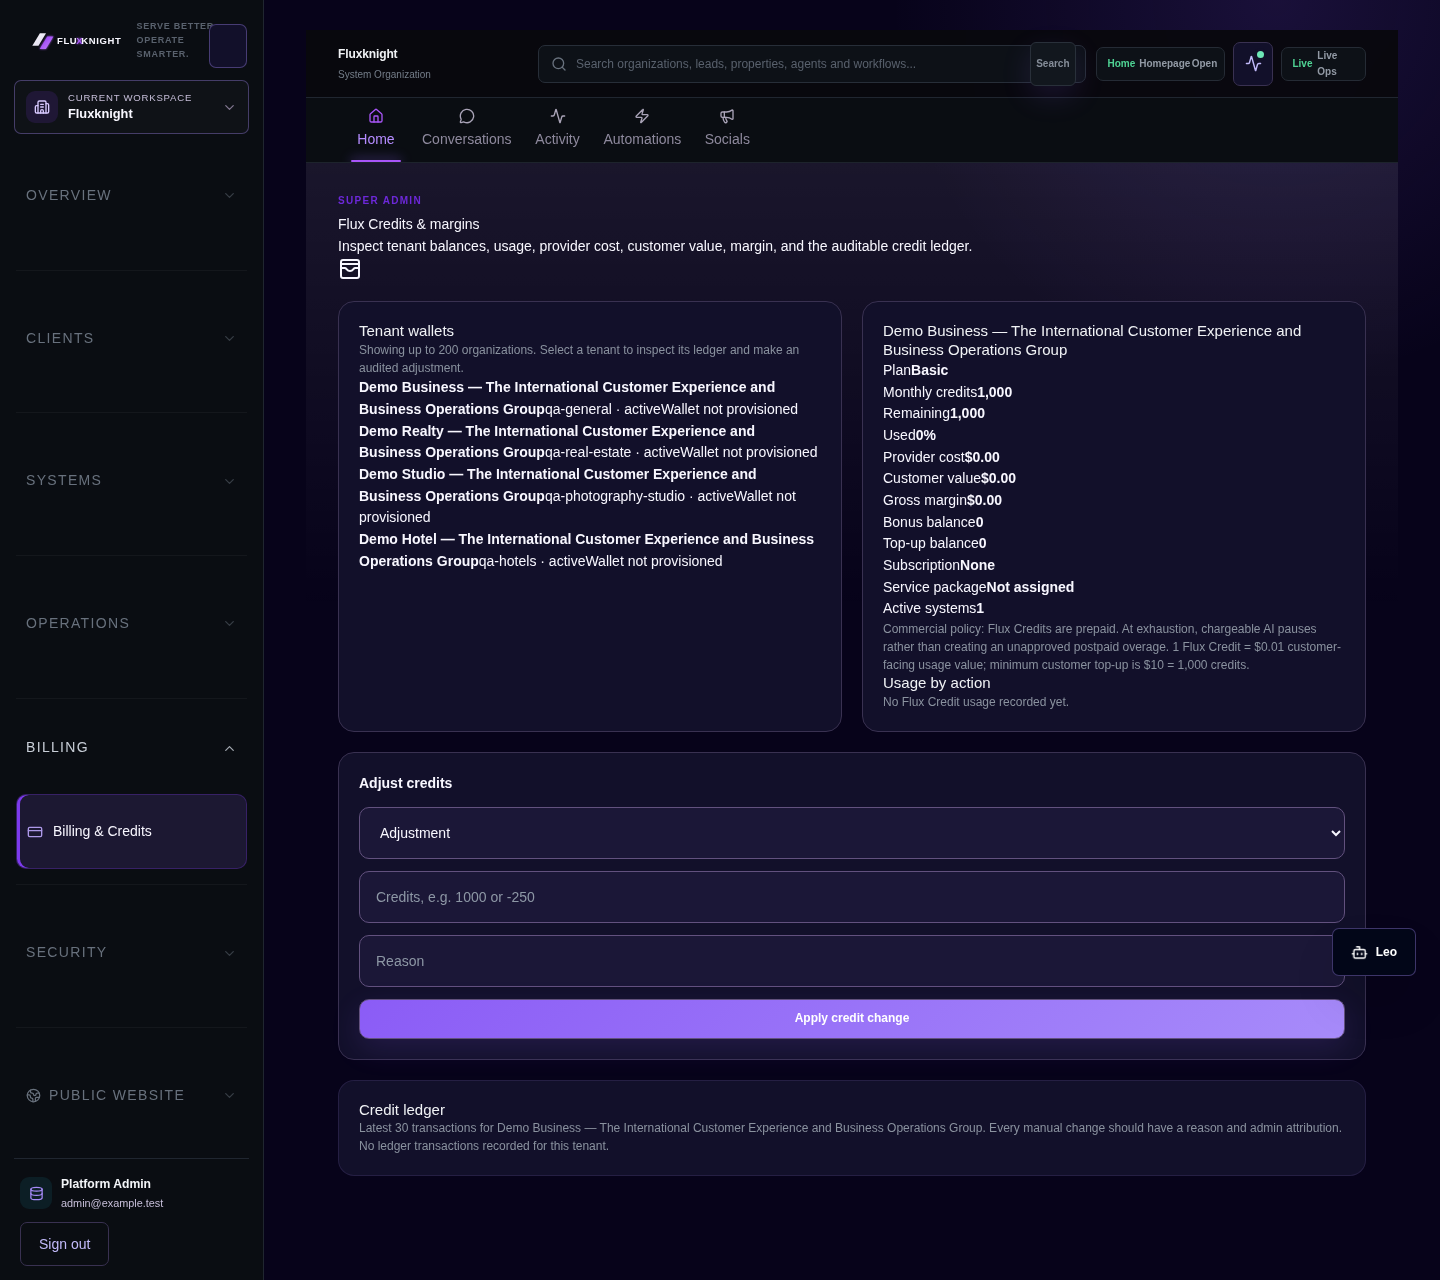 FLUXKNIGHT
SERVE BETTER
OPERATE
SMARTER.
CURRENT WORKSPACE
Fluxknight
OVERVIEW
CLIENTS
SYSTEMS
OPERATIONS
BILLING
Billing & Credits
SECURITY
PUBLIC WEBSITE
Platform Admin
admin@example.test
Sign out
Fluxknight
System Organization
Search organizations, leads, properties, agents and workflows...
Search
Home Homepage Open
Live Live Ops
Home
Conversations
Activity
Automations
Socials
SUPER ADMIN
Flux Credits & margins
Inspect tenant balances, usage, provider cost, customer value, margin, and the auditable credit ledger.
Tenant wallets
Showing up to 200 organizations. Select a tenant to inspect its ledger and make an
audited adjustment.
Demo Business — The International Customer Experience and
Business Operations Groupqa-general · activeWallet not provisioned
Demo Realty — The International Customer Experience and
Business Operations Groupqa-real-estate · activeWallet not provisioned
Demo Studio — The International Customer Experience and
Business Operations Groupqa-photography-studio · activeWallet not
provisioned
Demo Hotel — The International Customer Experience and Business
Operations Groupqa-hotels · activeWallet not provisioned
Demo Business — The International Customer Experience and
Business Operations Group
PlanBasic
Monthly credits1,000
Remaining1,000
Used0%
Provider cost$0.00
Customer value$0.00
Gross margin$0.00
Bonus balance0
Top-up balance0
SubscriptionNone
Service packageNot assigned
Active systems1
Commercial policy: Flux Credits are prepaid. At exhaustion, chargeable AI pauses
rather than creating an unapproved postpaid overage. 1 Flux Credit = $0.01 customer-
facing usage value; minimum customer top-up is $10 = 1,000 credits.
Usage by action
No Flux Credit usage recorded yet.
Adjust credits
Adjustment
Credits, e.g. 1000 or -250
Reason
Leo
Apply credit change
Credit ledger
Latest 30 transactions for Demo Business — The International Customer Experience and Business Operations Group. Every manual change should have a reason and admin attribution.
No ledger transactions recorded for this tenant.